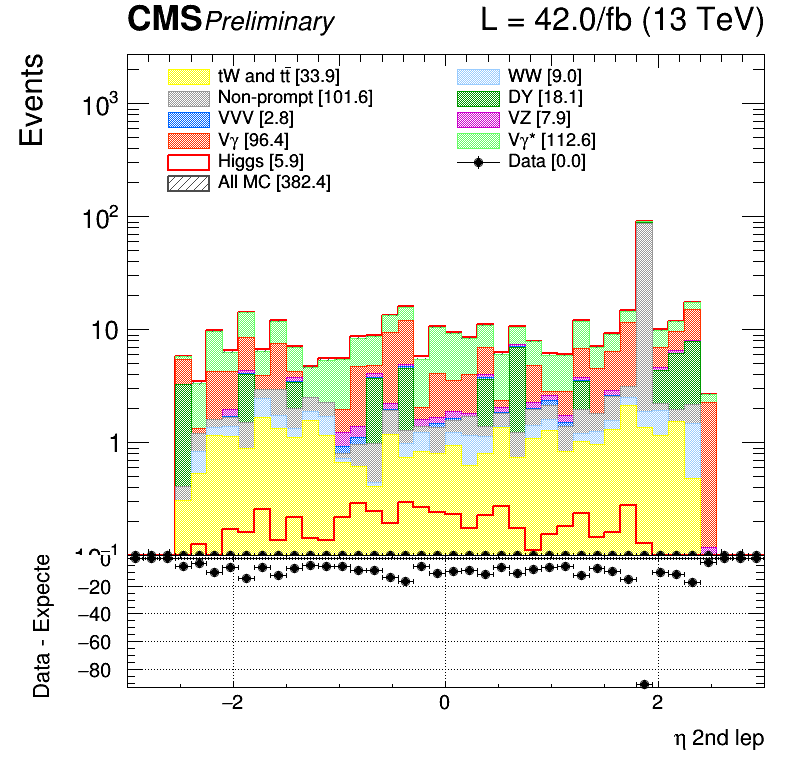 CMS Preliminary L = 42.0/fb (13 TeV)
Events
tW and tt̄ [33.9] WW [9.0]
Non-prompt [101.6] DY [18.1]
VVV [2.8] VZ [7.9]
Vγ [96.4] Vγ* [112.6]
Higgs [5.9] Data [0.0]
All MC [382.4]
10³
10²
10
1
Data - Expecte
0
−20
−40
−60
−80
−2 0 2
η 2nd lep